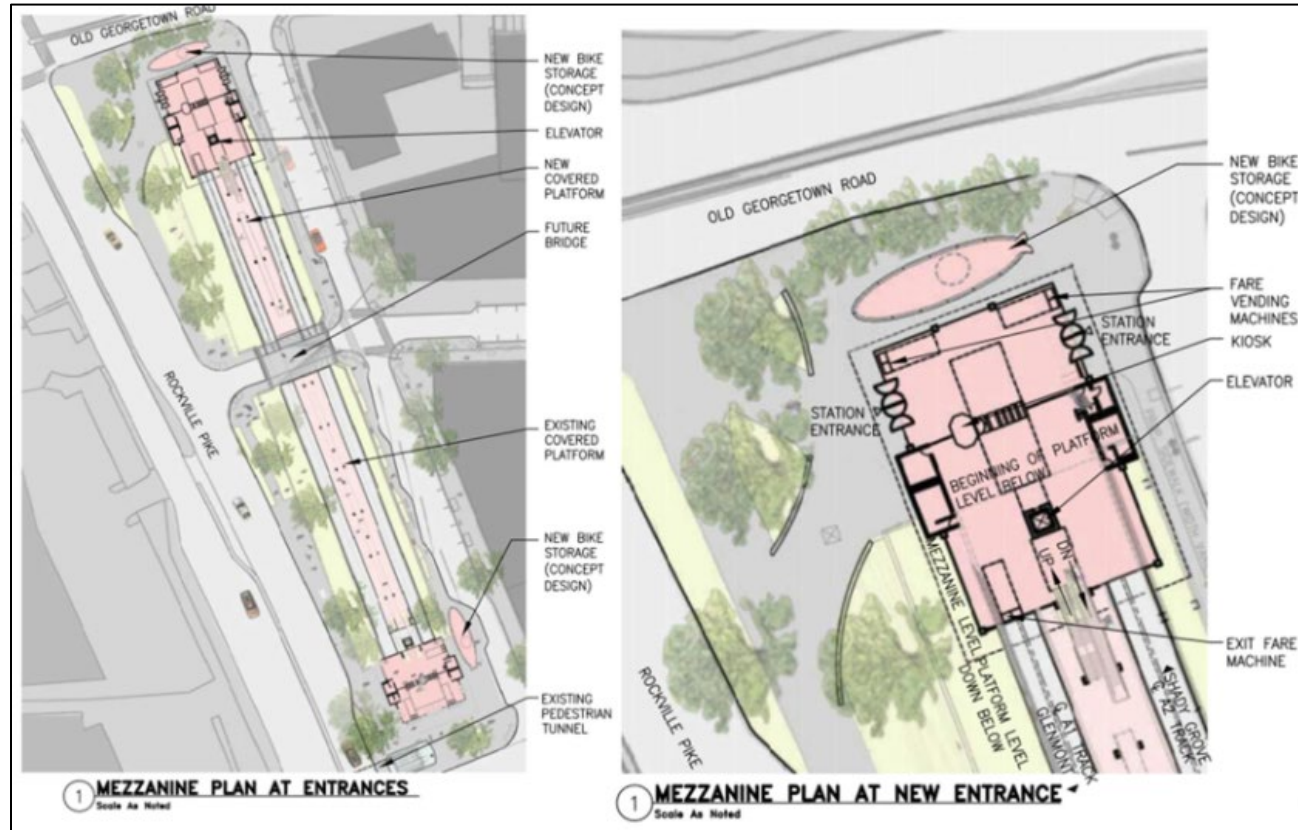 OLD GEORGETOWN ROAD
NEW BIKE
STORAGE
(CONCEPT
DESIGN)
ELEVATOR
NEW
COVERED
PLATFORM
FUTURE
BRIDGE
ROCKVILLE PIKE
EXISTING
COVERED
PLATFORM
NEW BIKE
STORAGE
(CONCEPT
DESIGN)
EXISTING
PEDESTRIAN
TUNNEL
1
MEZZANINE PLAN AT ENTRANCES
Scale As Noted
OLD GEORGETOWN ROAD
NEW BIKE
STORAGE
(CONCEPT
DESIGN)
FARE
VENDING
MACHINES
STATION
ENTRANCE
KIOSK
ELEVATOR
STATION
ENTRANCE
BEGINNING OF PLATFORM
LEVEL (BELOW)
MEZZANINE LEVEL
PLATFORM LEVEL
DOWN BELOW
UP
DN
EXIT FARE
MACHINE
ROCKVILLE PIKE
GLENMONT
SHADY GROVE
1
MEZZANINE PLAN AT NEW ENTRANCE
Scale As Noted